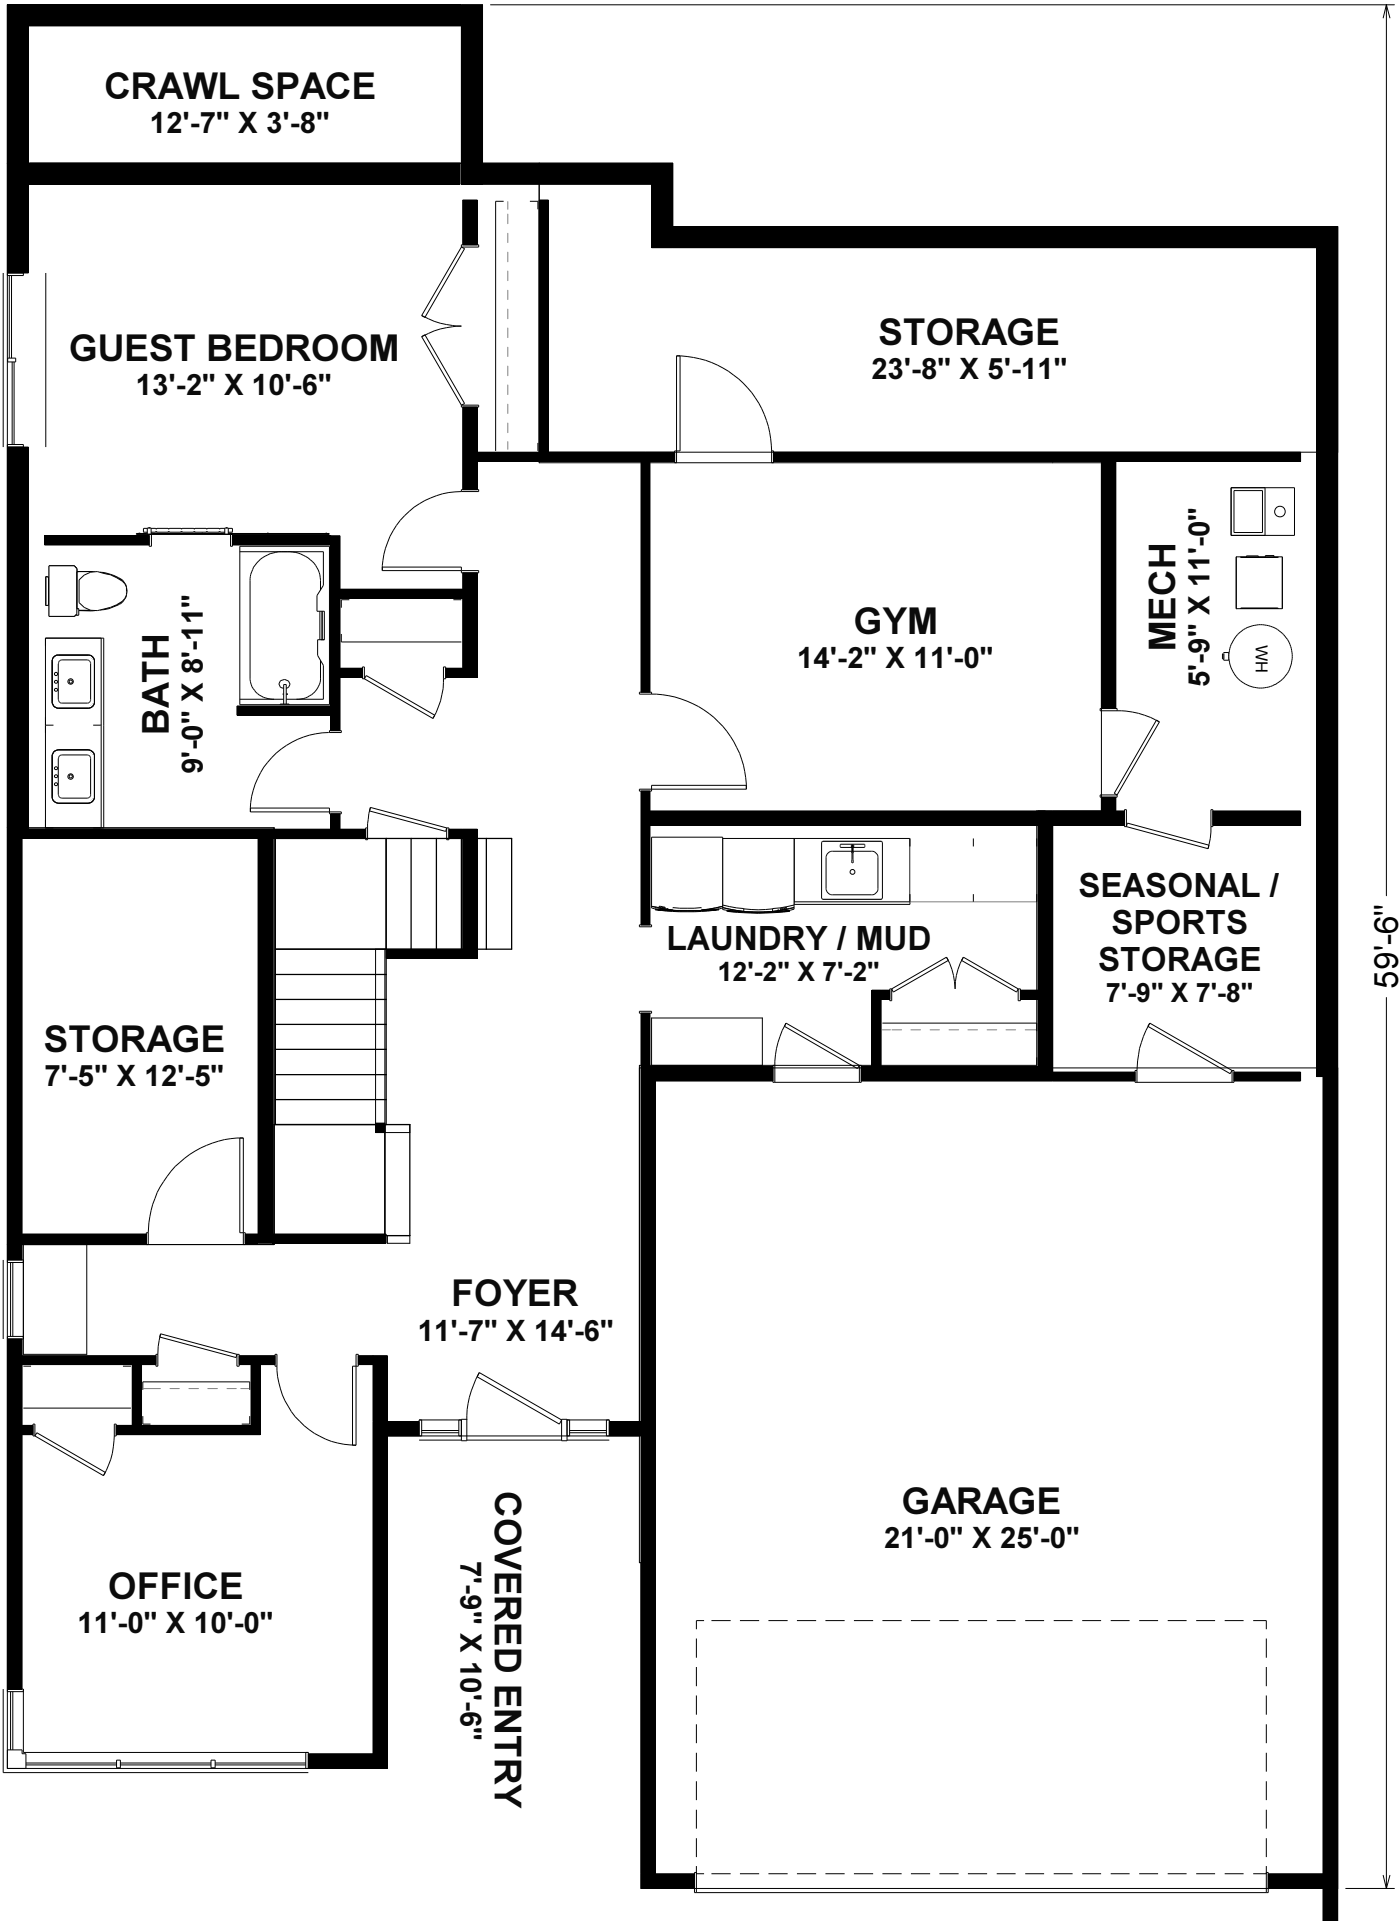 CRAWL SPACE
12'-7" X 3'-8"
GUEST BEDROOM
13'-2" X 10'-6"
STORAGE
23'-8" X 5'-11"
BATH
9'-0" X 8'-11"
GYM
14'-2" X 11'-0"
MECH
5'-9" X 11'-0"
WH
LAUNDRY / MUD
12'-2" X 7'-2"
SEASONAL /
SPORTS
STORAGE
7'-9" X 7'-8"
59'-6"
STORAGE
7'-5" X 12'-5"
FOYER
11'-7" X 14'-6"
GARAGE
21'-0" X 25'-0"
OFFICE
11'-0" X 10'-0"
COVERED ENTRY
7'-9" X 10'-6"